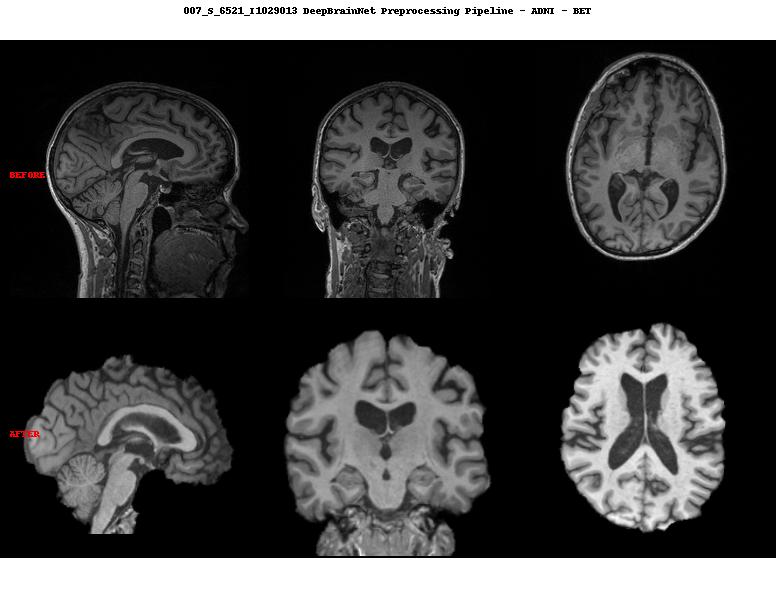 007_S_6521_I1029013 DeepBrainNet Preprocessing Pipeline - ADNI - BET
BEFORE
AFTER